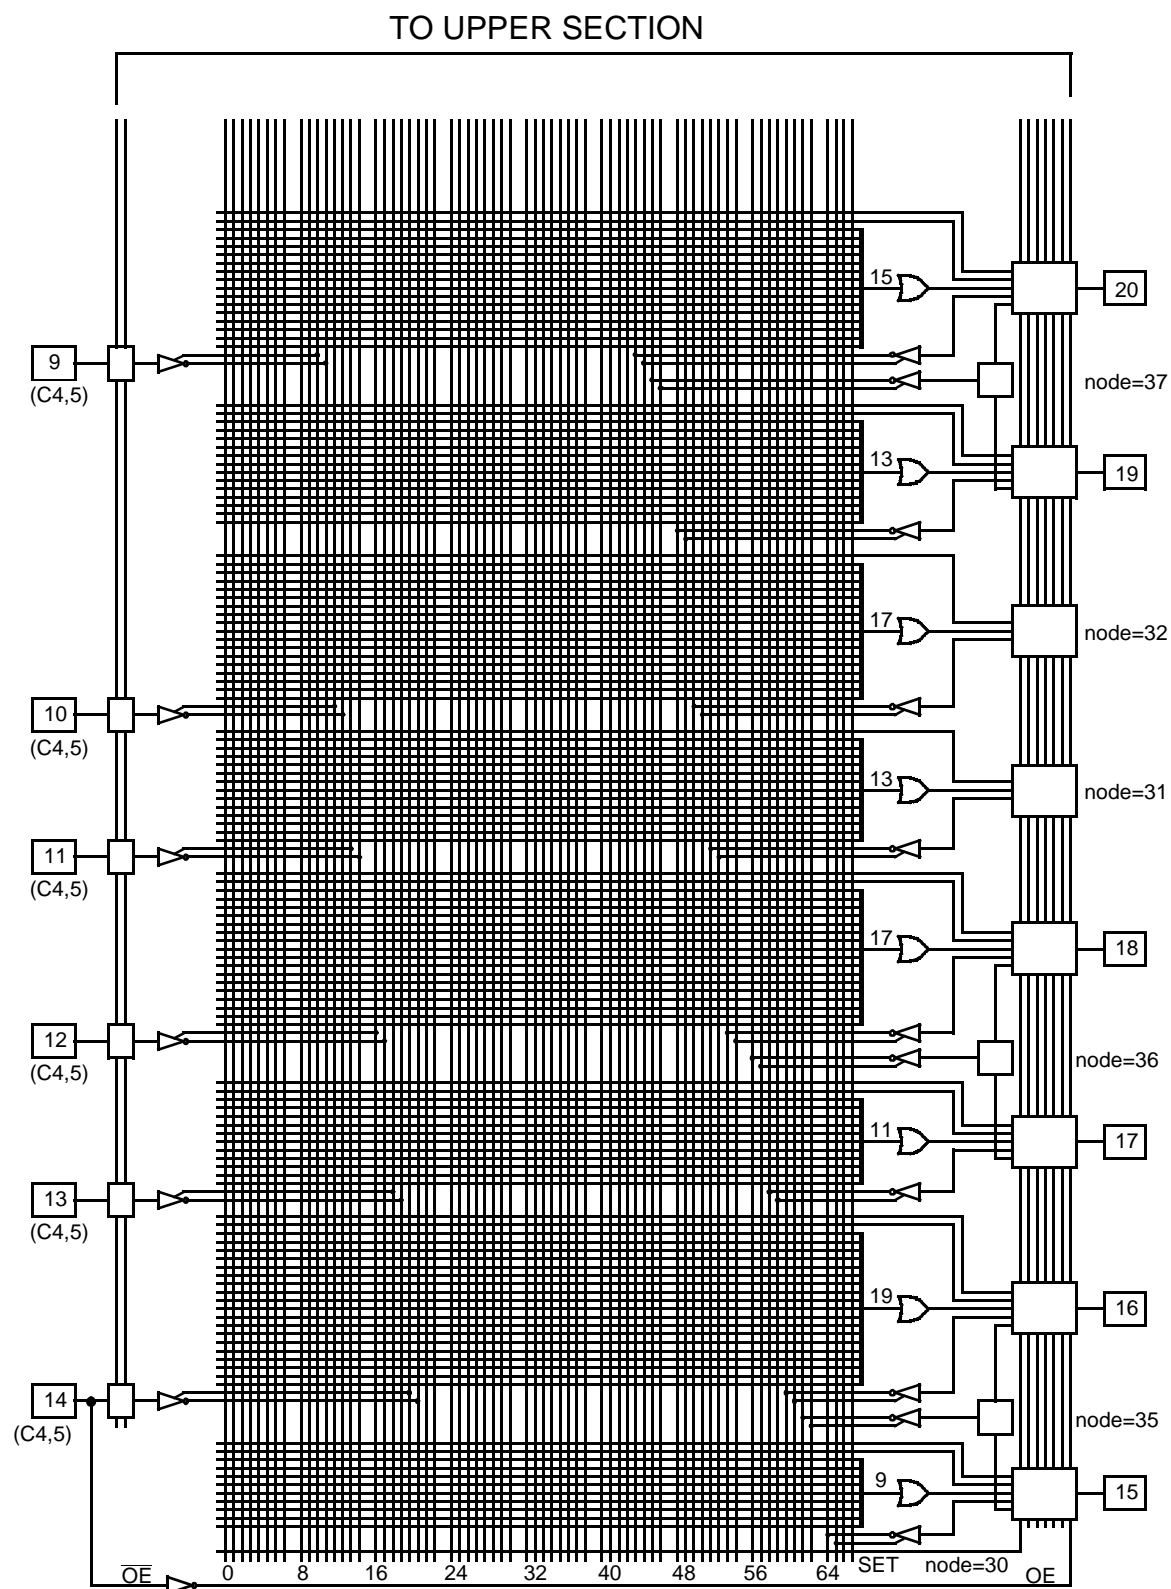 TO UPPER SECTION
15
20
9
(C4,5)
node=37
13
19
17
node=32
10
(C4,5)
13
node=31
11
(C4,5)
17
18
12
(C4,5)
node=36
11
17
13
(C4,5)
19
16
14
(C4,5)
node=35
9
15
OE 0 8 16 24 32 40 48 56 64 SET node=30 OE